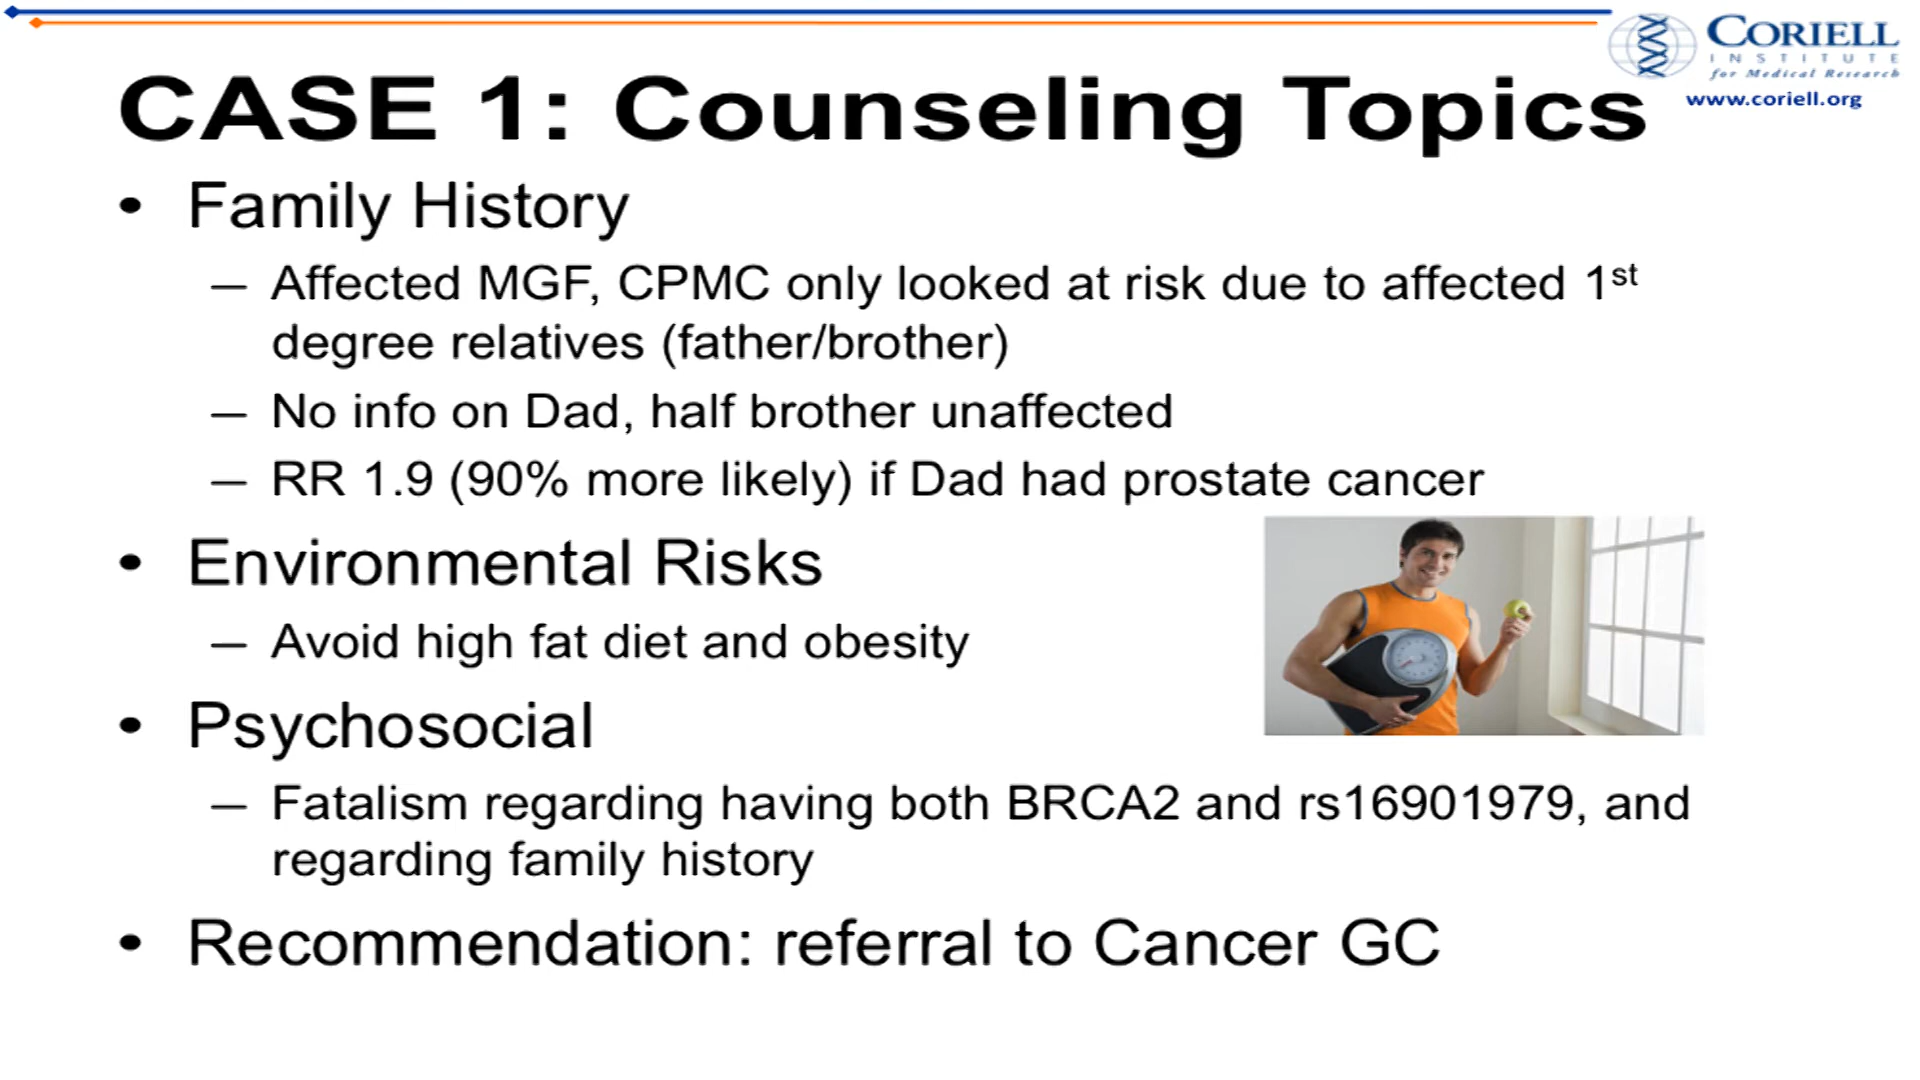 CORIELL
INSTITUTE
for Medical Research
www.coriell.org
CASE 1: Counseling Topics
• Family History
– Affected MGF, CPMC only looked at risk due to affected 1st
degree relatives (father/brother)
– No info on Dad, half brother unaffected
– RR 1.9 (90% more likely) if Dad had prostate cancer
• Environmental Risks
– Avoid high fat diet and obesity
• Psychosocial
– Fatalism regarding having both BRCA2 and rs16901979, and
regarding family history
• Recommendation: referral to Cancer GC